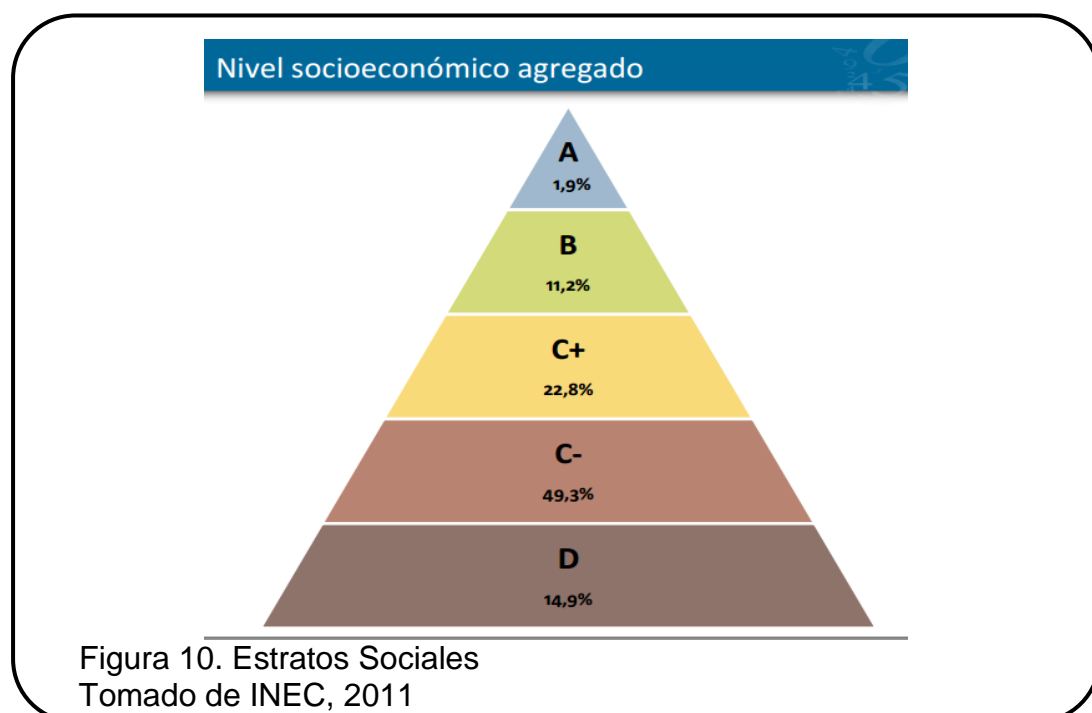 Nivel socioeconómico agregado
A
1,9%
B
11,2%
C+
22,8%
C-
49,3%
D
14,9%
Figura 10. Estratos Sociales
Tomado de INEC, 2011